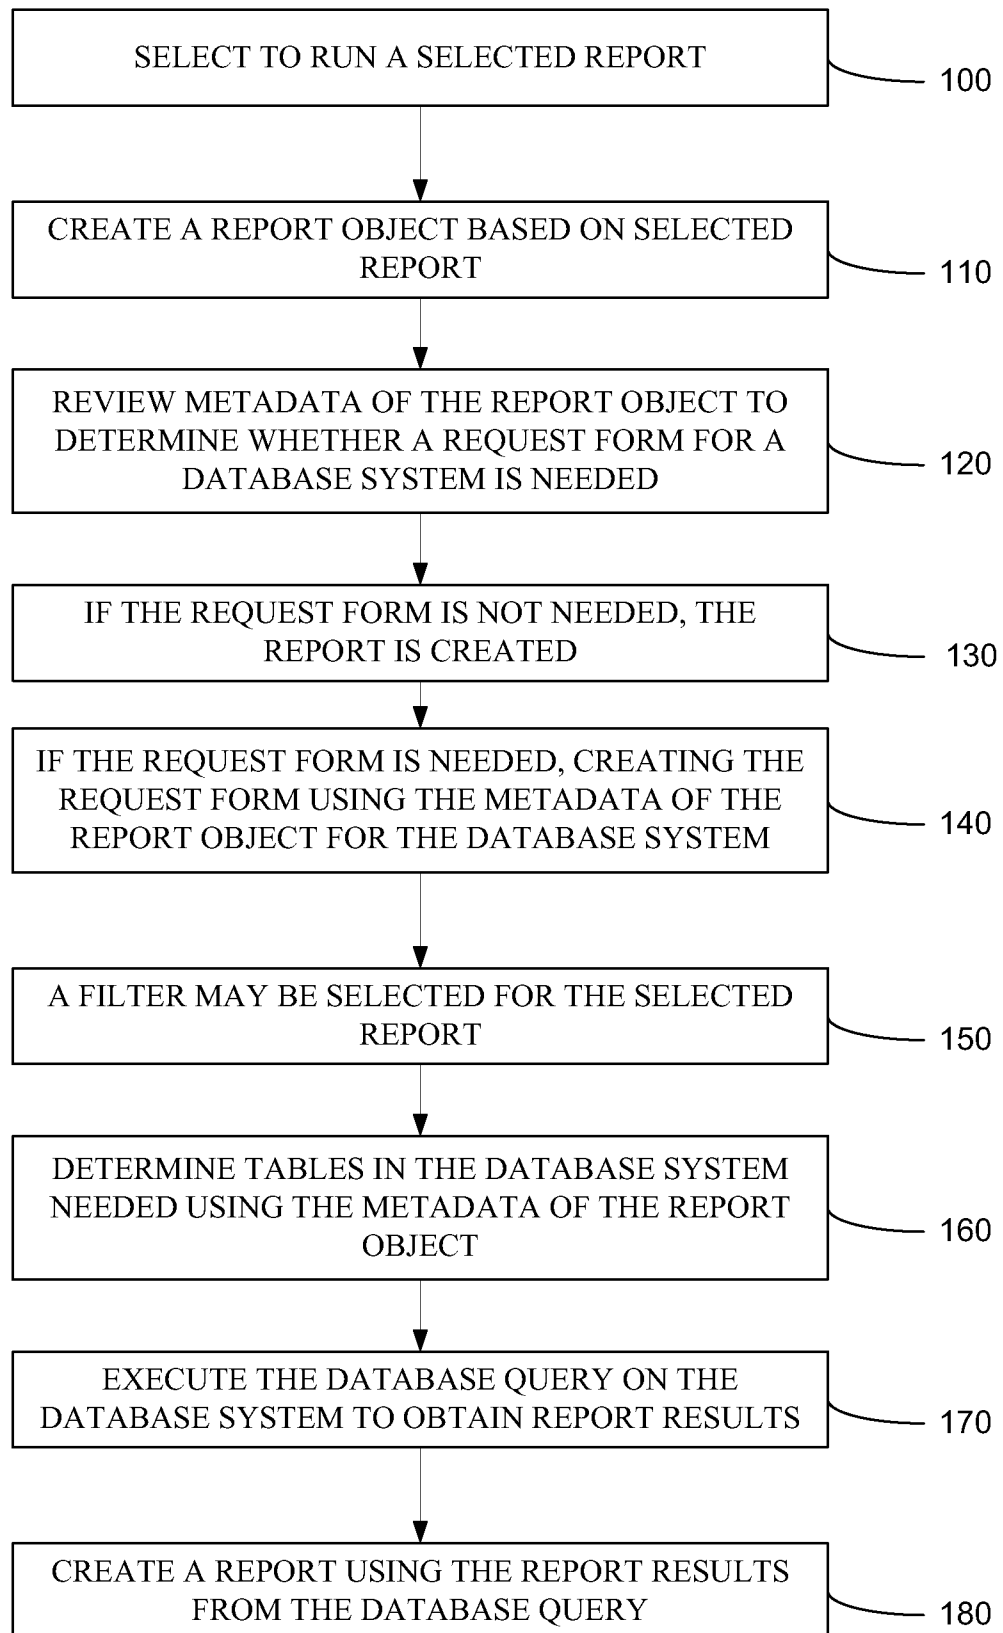 SELECT TO RUN A SELECTED REPORT
100
CREATE A REPORT OBJECT BASED ON SELECTED
REPORT
110
REVIEW METADATA OF THE REPORT OBJECT TO
DETERMINE WHETHER A REQUEST FORM FOR A
DATABASE SYSTEM IS NEEDED
120
IF THE REQUEST FORM IS NOT NEEDED, THE
REPORT IS CREATED
130
IF THE REQUEST FORM IS NEEDED, CREATING THE
REQUEST FORM USING THE METADATA OF THE
REPORT OBJECT FOR THE DATABASE SYSTEM
140
A FILTER MAY BE SELECTED FOR THE SELECTED
REPORT
150
DETERMINE TABLES IN THE DATABASE SYSTEM
NEEDED USING THE METADATA OF THE REPORT
OBJECT
160
EXECUTE THE DATABASE QUERY ON THE
DATABASE SYSTEM TO OBTAIN REPORT RESULTS
170
CREATE A REPORT USING THE REPORT RESULTS
FROM THE DATABASE QUERY
180